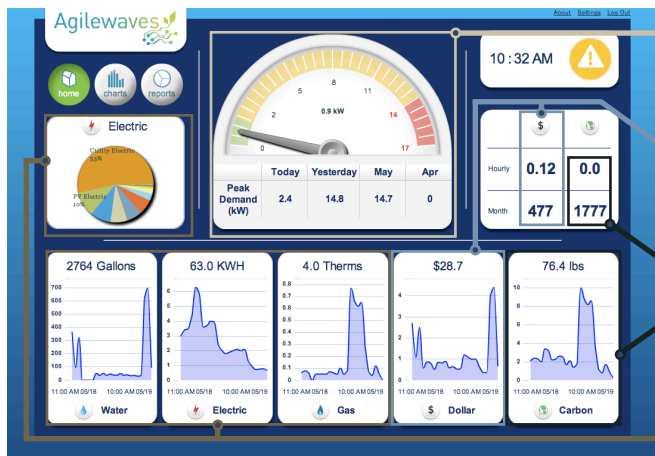 About Settings Log Out
Agilewaves
10 : 32 AM
home charts reports
Electric
Utility Electric
53%
PV Electric
10%
0 2 5 8 11 14 17
0.9 kW
Today Yesterday May Apr
Peak Demand (kW) 2.4 14.8 14.7 0
$
Hourly 0.12 0.0
Month 477 1777
2764 Gallons
700
600
500
400
300
200
100
0
11:00 AM 05/18 10:00 AM 05/19
Water
63.0 KWH
6
5
4
3
2
1
0
11:00 AM 05/18 10:00 AM 05/19
Electric
4.0 Therms
0.8
0.7
0.6
0.5
0.4
0.3
0.2
0.1
0
11:00 AM 05/18 10:00 AM 05/19
Gas
$28.7
4
3
2
1
0
11:00 AM 05/18 10:00 AM 05/19
$ Dollar
76.4 lbs
10
8
6
4
2
0
11:00 AM 05/18 10:00 AM 05/19
Carbon